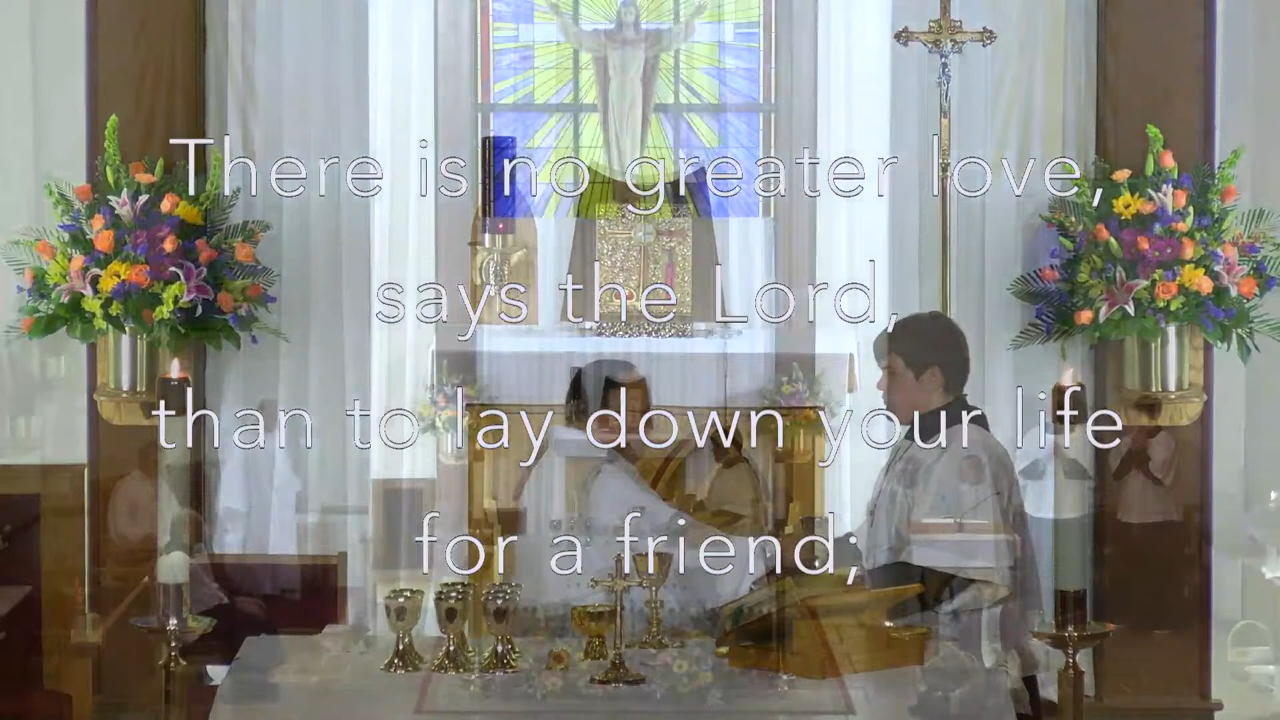 There is no greater love,
says the Lord,
than to lay down your life
for a friend;